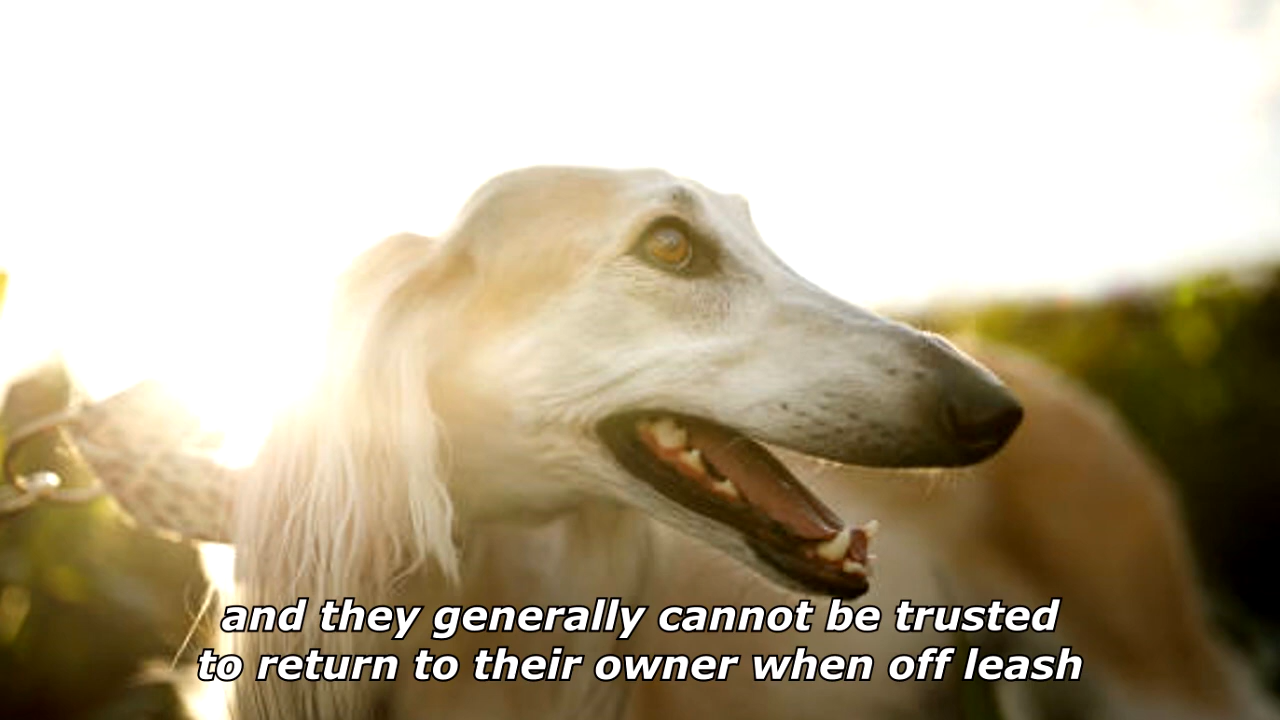 and they generally cannot be trusted
to return to their owner when off leash